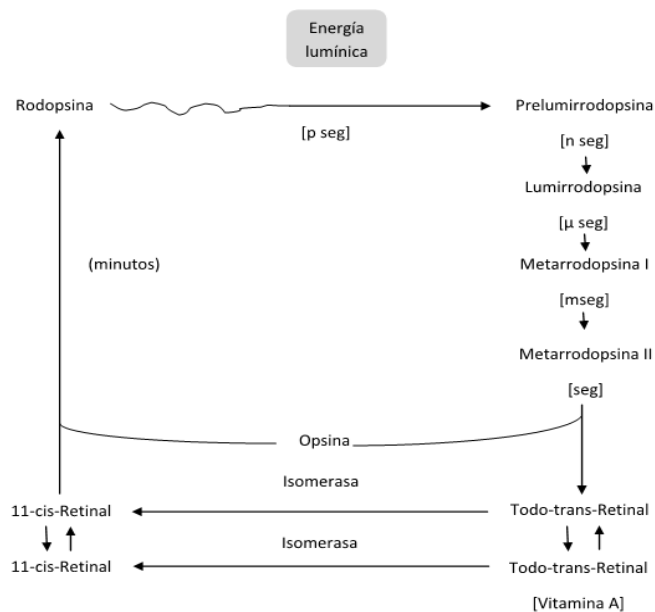 Energía
lumínica
Rodopsina
Prelumirrodopsina
[p seg]
[n seg]
Lumirrodopsina
[µ seg]
(minutos)
Metarrodopsina I
[mseg]
Metarrodopsina II
[seg]
Opsina
Isomerasa
11-cis-Retinal
Todo-trans-Retinal
Isomerasa
11-cis-Retinal
Todo-trans-Retinal
[Vitamina A]